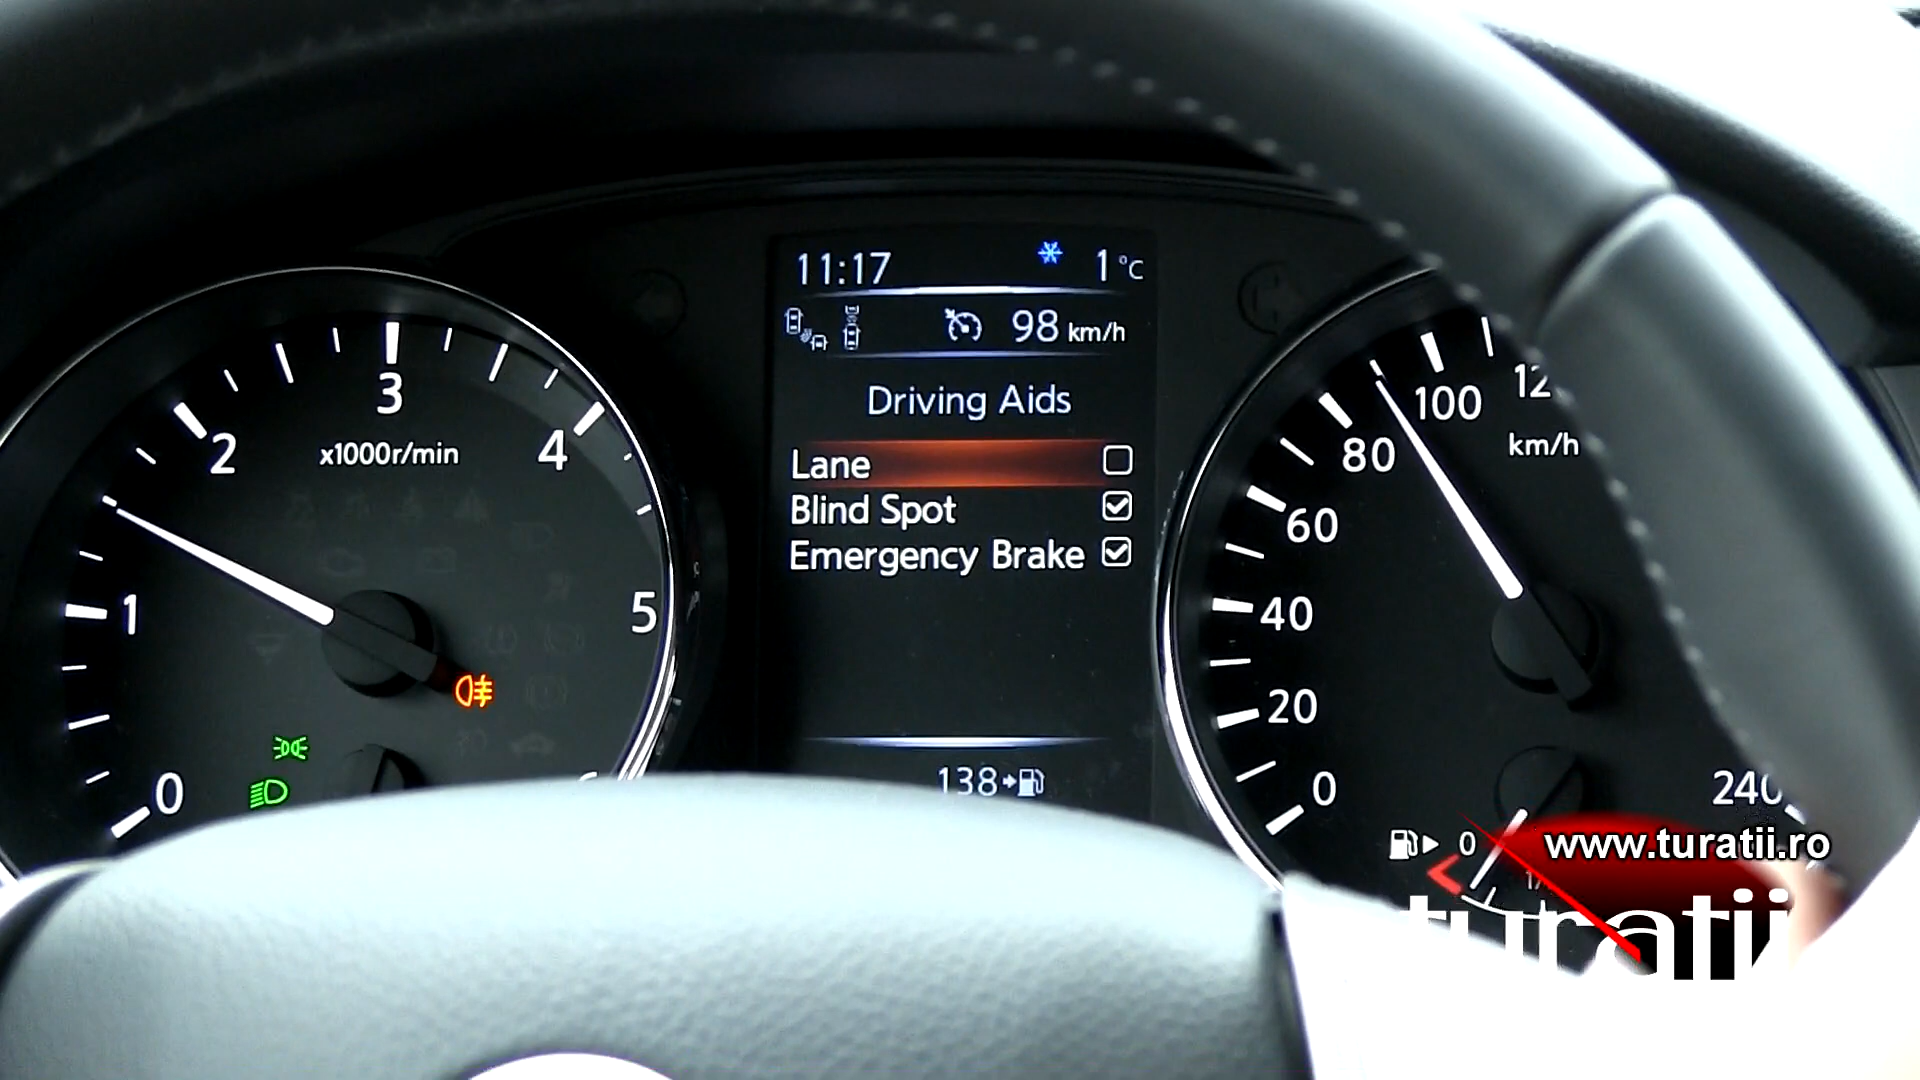 11:17 1 °C
98 km/h
Driving Aids
Lane
Blind Spot
Emergency Brake
138
0
1
2
3
4
5
x1000r/min
0
20
40
60
80
100
12
240
km/h
0
www.turatii.ro
turatii